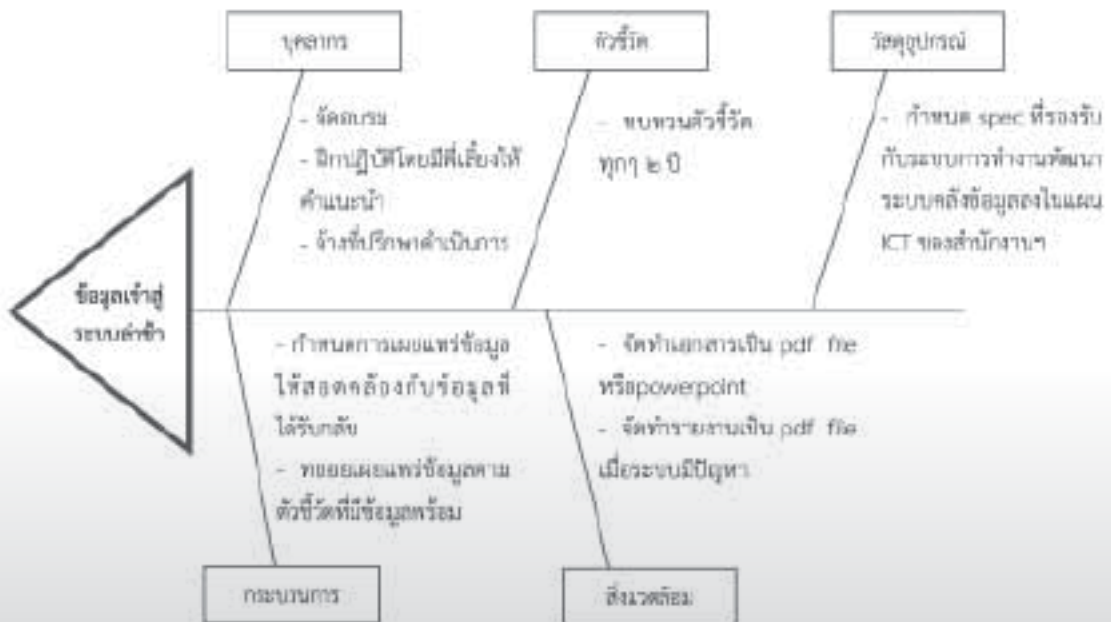 บุคลากร
ตัวชี้วัด
วัสดุอุปกรณ์
- จัดอบรม
- ฝึกปฏิบัติโดยมีพี่เลี้ยงให้
คำแนะนำ
- จ้างที่ปรึกษาดำเนินการ
- ทบทวนตัวชี้วัด
ทุกๆ ๒ ปี
- กำหนด spec ที่รองรับ
กับระบบการทำงานพัฒนา
ระบบคลังข้อมูลลงในแผน
ICT ของสำนักงานฯ
ข้อมูลเข้าสู่
ระบบล่าช้า
- กำหนดการเผยแพร่ข้อมูล
ให้สอดคล้องกับข้อมูลที่
ได้รับกลับ
- ทยอยเผยแพร่ข้อมูลตาม
ตัวชี้วัดที่มีข้อมูลพร้อม
- จัดทำเอกสารเป็น pdf file
หรือpowerpoint
- จัดทำรายงานเป็น pdf file
เมื่อระบบมีปัญหา
กระบวนการ
สิ่งแวดล้อม